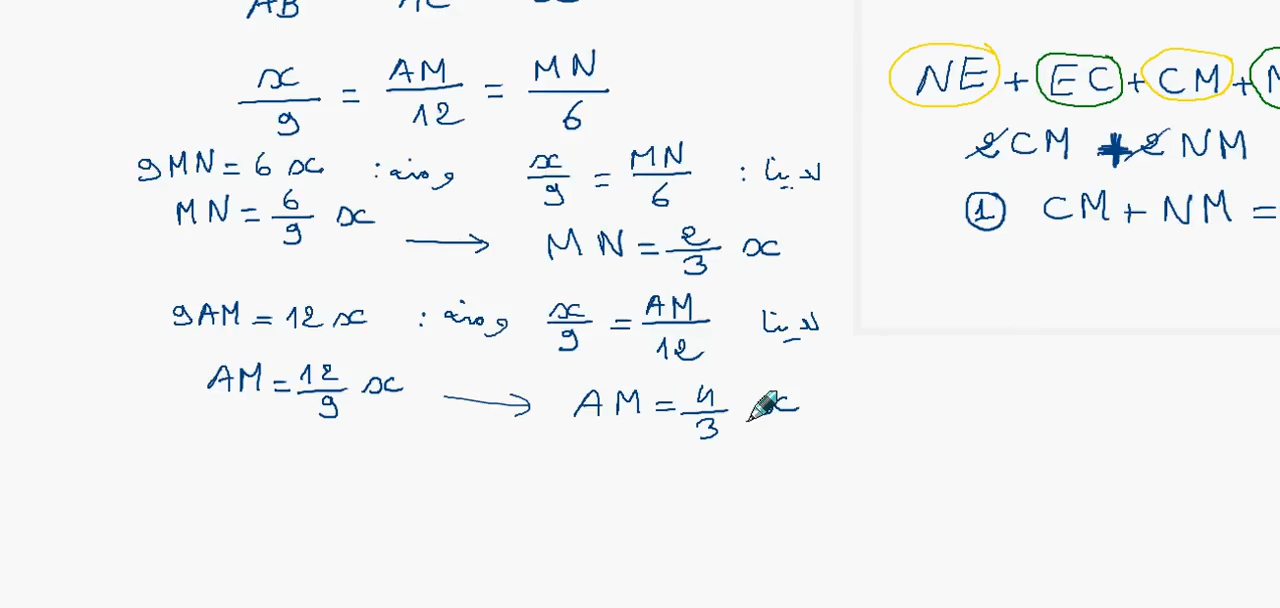 AB AC
x/9 = AM/12 = MN/6
لدينا : x/9 = MN/6 ومنه : 9MN = 6x
MN = 6/9 x → MN = 2/3 x
لدينا x/9 = AM/12 ومنه : 9AM = 12x
AM = 12/9 x → AM = 4/3 x
NE + EC + CM +
2CM + 2NM
① CM + NM =